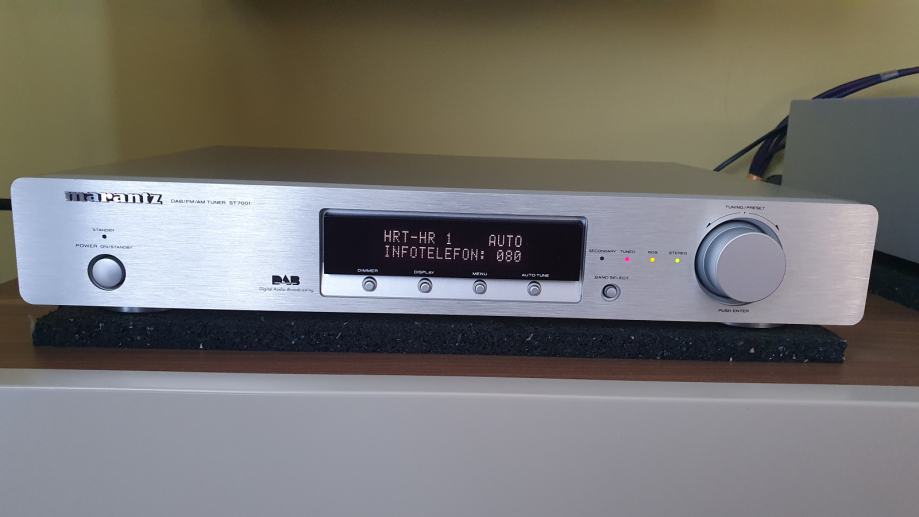 marantz DAB/FM/AM TUNER ST7001
TUNING/PRESET
STANDBY
POWER ON/STANDBY
HRT-HR 1 AUTO
INFOTELEFON: 080
SECONDARY TUNED RDS STEREO
DIMMER DISPLAY MENU AUTO TUNE
BAND SELECT
DAB
Digital Audio Broadcasting
PUSH ENTER